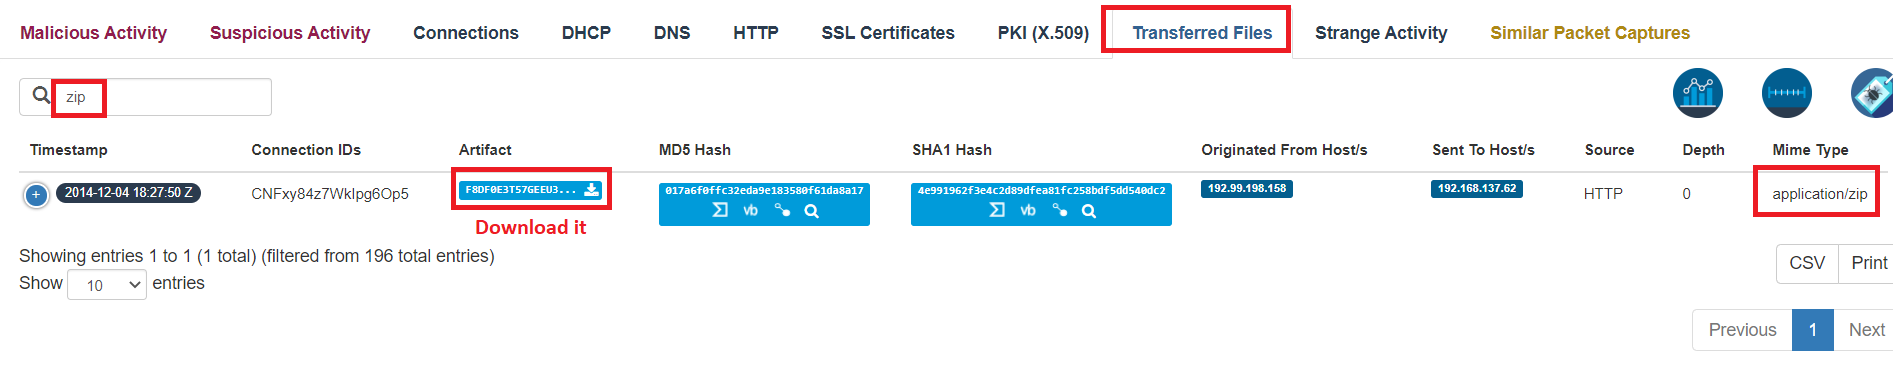 Malicious Activity Suspicious Activity Connections DHCP DNS HTTP SSL Certificates PKI (X.509) Transferred Files Strange Activity Similar Packet Captures
zip
Timestamp Connection IDs Artifact MD5 Hash SHA1 Hash Originated From Host/s Sent To Host/s Source Depth Mime Type
2014-12-04 18:27:50 Z CNFxy84z7WkIpg6Op5 F8DF0E3T57GEEU3... 017a6f0ffc32eda9e183580f61da8a17 4e991962f3e4c2d89dfea81fc258bdf5dd540dc2 192.99.198.158 192.168.137.62 HTTP 0 application/zip
Σ vb Σ vb
Download it
Showing entries 1 to 1 (1 total) (filtered from 196 total entries)
CSV Print
Show 10 entries
Previous 1 Next